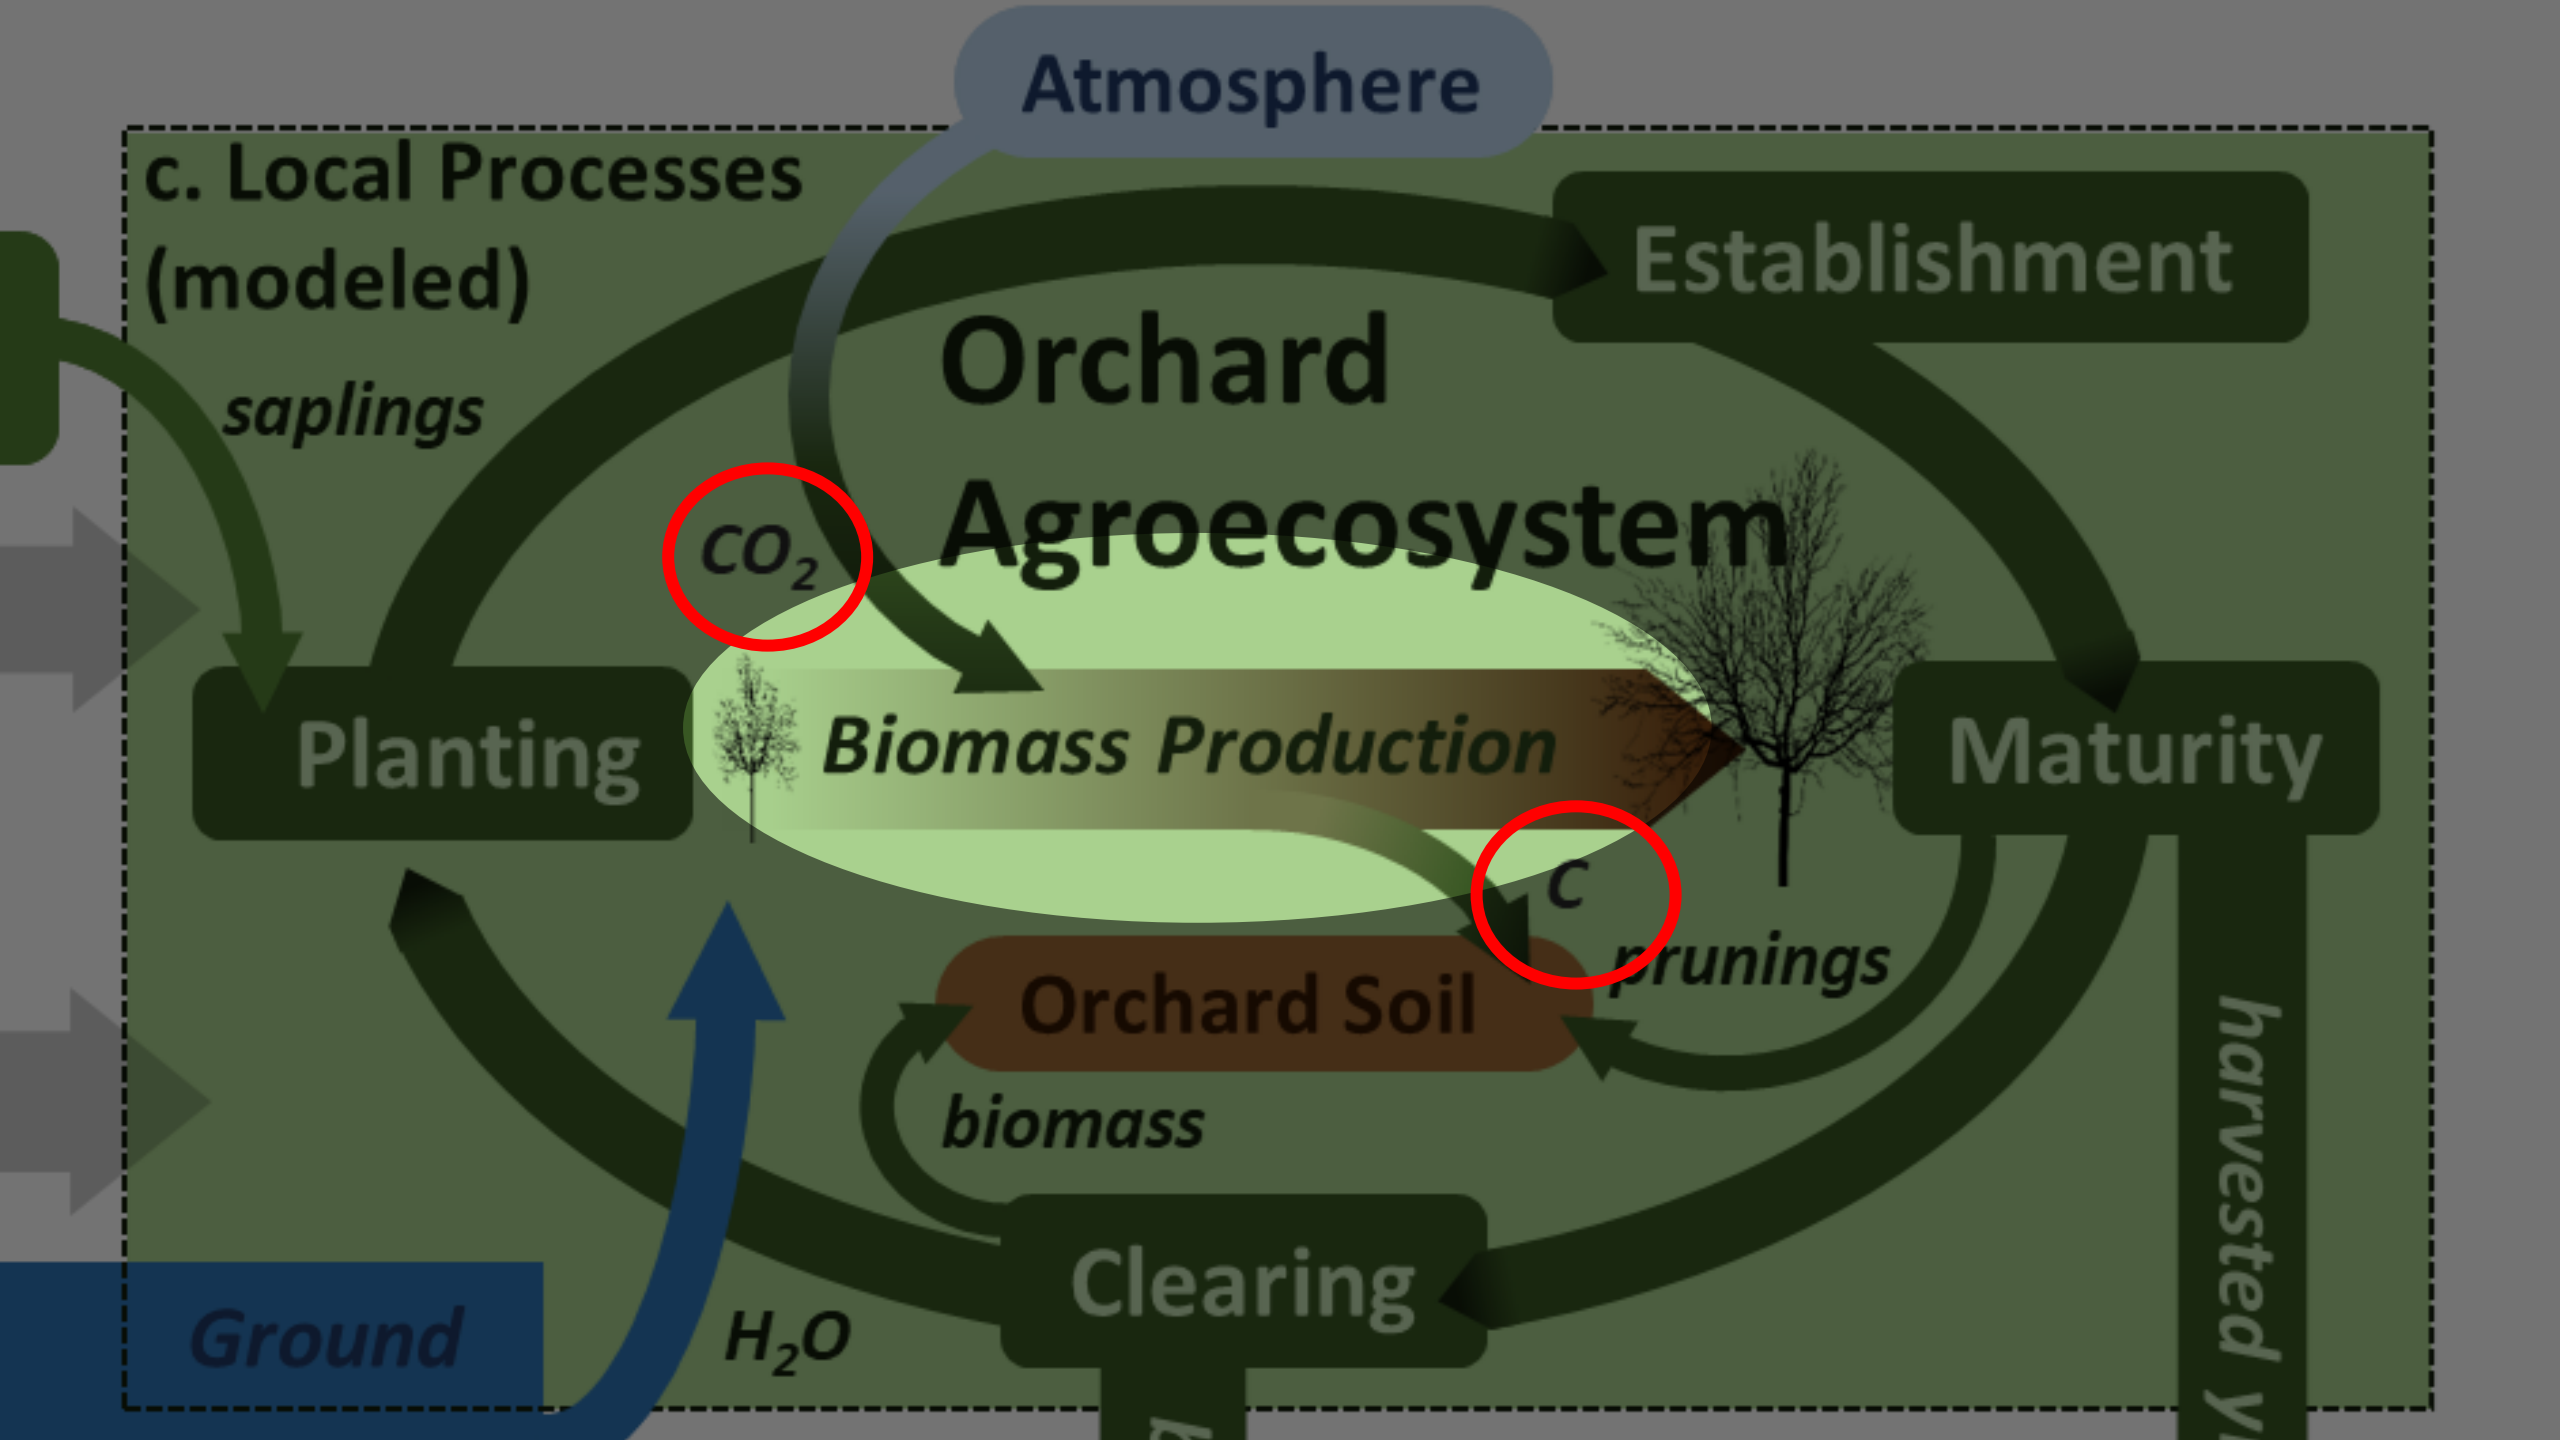 Atmosphere
c. Local Processes
(modeled)
Establishment
Orchard
Agroecosystem
saplings
CO₂
Planting
Biomass Production
Maturity
C
prunings
Orchard Soil
biomass
harvested
Clearing
Ground
H₂O